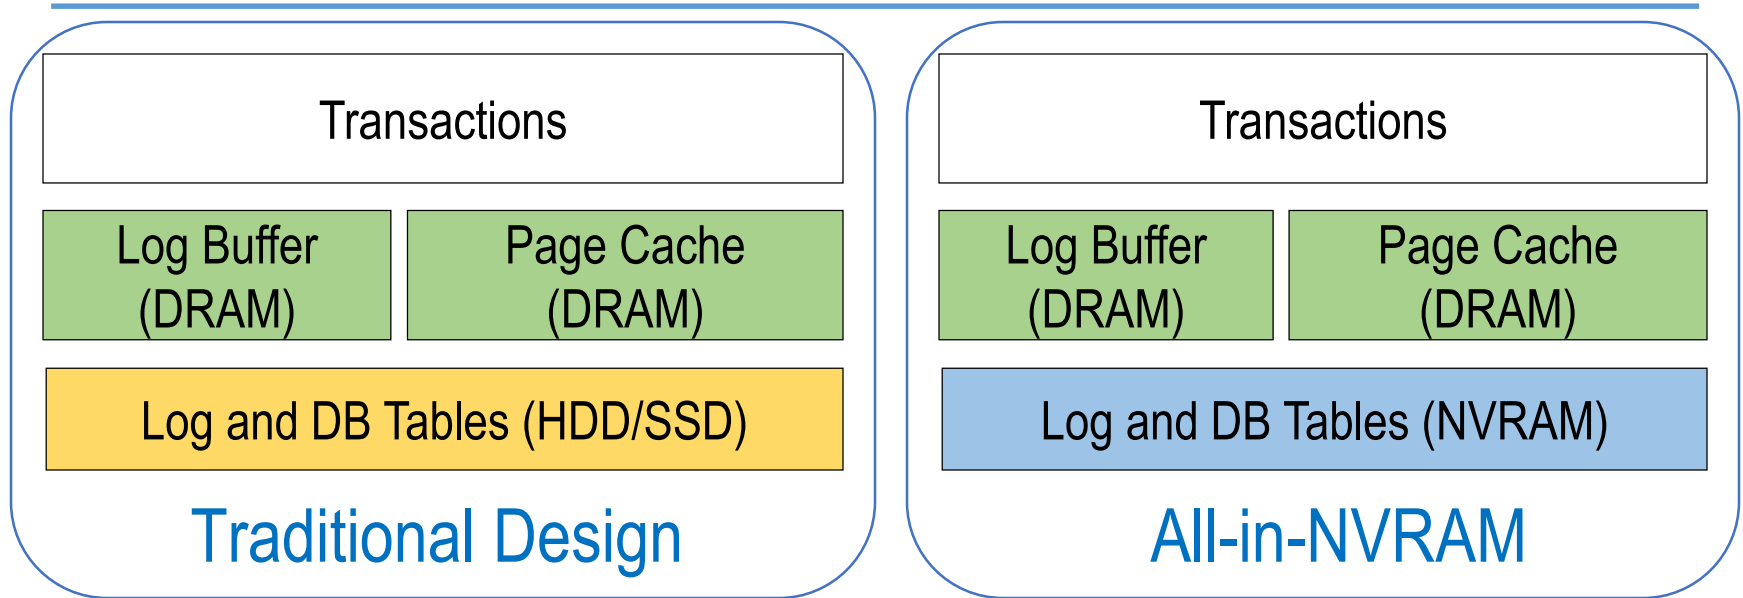 Transactions
Log Buffer
(DRAM)
Page Cache
(DRAM)
Log and DB Tables (HDD/SSD)
Traditional Design
Transactions
Log Buffer
(DRAM)
Page Cache
(DRAM)
Log and DB Tables (NVRAM)
All-in-NVRAM